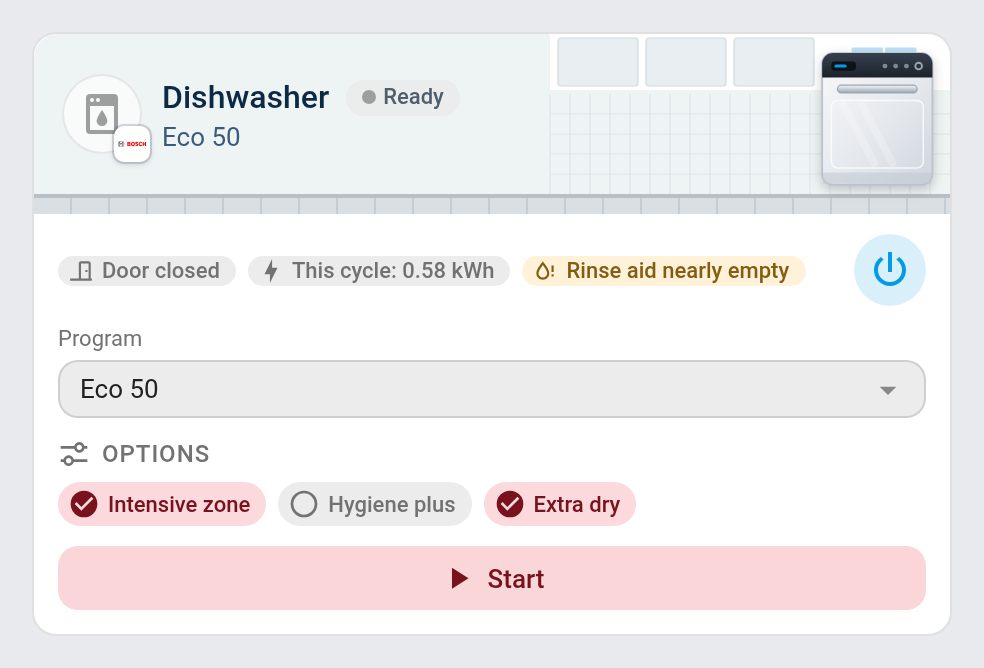 Dishwasher
Ready
Eco 50
BOSCH
Door closed
This cycle: 0.58 kWh
Rinse aid nearly empty
Program
Eco 50
OPTIONS
Intensive zone
Hygiene plus
Extra dry
Start